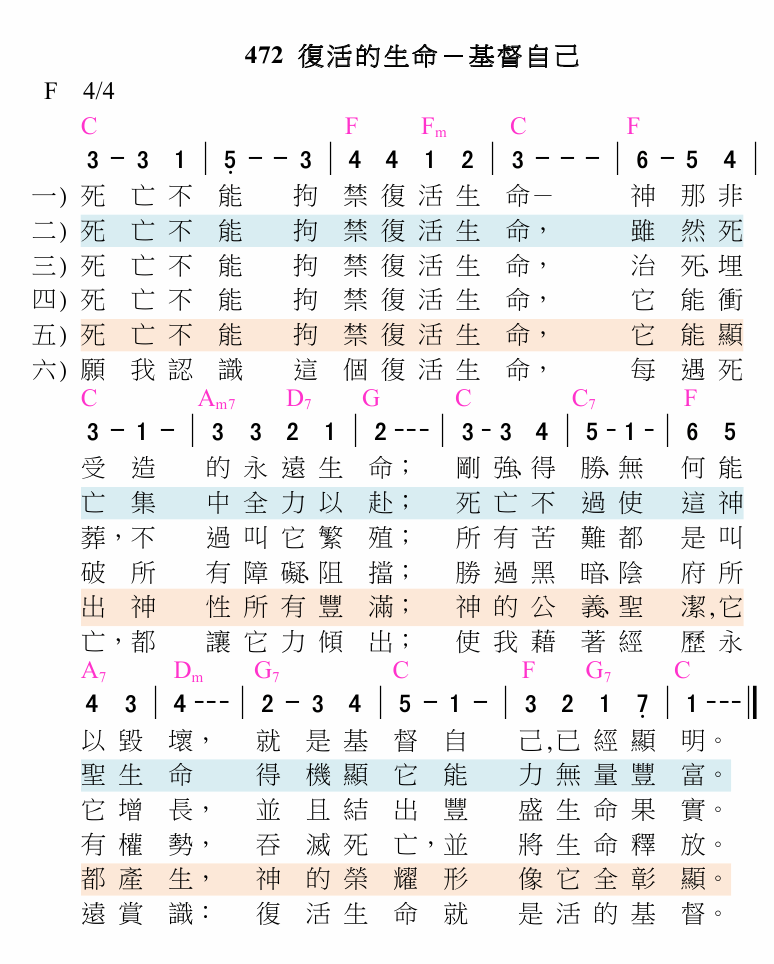 472 復活的生命－基督自己
F 4/4
C F Fm C F
3 - 3 1 | 5̣ - - 3 | 4 4 1 2 | 3 - - - | 6 - 5 4 |
一) 死亡不能拘禁復活生命－ 神那非
二) 死亡不能拘禁復活生命， 雖然死
三) 死亡不能拘禁復活生命， 治死、埋
四) 死亡不能拘禁復活生命， 它能衝
五) 死亡不能拘禁復活生命， 它能顯
六) 願我認識這個復活生命， 每遇死
C Am7 D7 G C C7 F
3 - 1 - | 3 3 2 1 | 2 - - - | 3 - 3 4 | 5 - 1 - | 6 5
受造的永遠生命； 剛強、得勝、無何能
亡集中全力以赴； 死亡不過使這神
葬，不過叫它繁殖； 所有苦難都是叫
破所有障礙、阻擋； 勝過黑暗、陰府所
出神性所有豐滿； 神的公義、聖潔,它
亡，都讓它力傾出； 使我藉著經歷永
A7 Dm G7 C F G7 C
4 3 | 4 - - - | 2 - 3 4 | 5 - 1 - | 3 2 1 7̣ | 1 - - - ‖
以毀壞， 就是基督自己,已經顯明。
聖生命 得機顯它能力無量豐富。
它增長， 並且結出豐盛生命果實。
有權勢， 吞滅死亡，並將生命釋放。
都產生， 神的榮耀形像它全彰顯。
遠賞識： 復活生命就是活的基督。